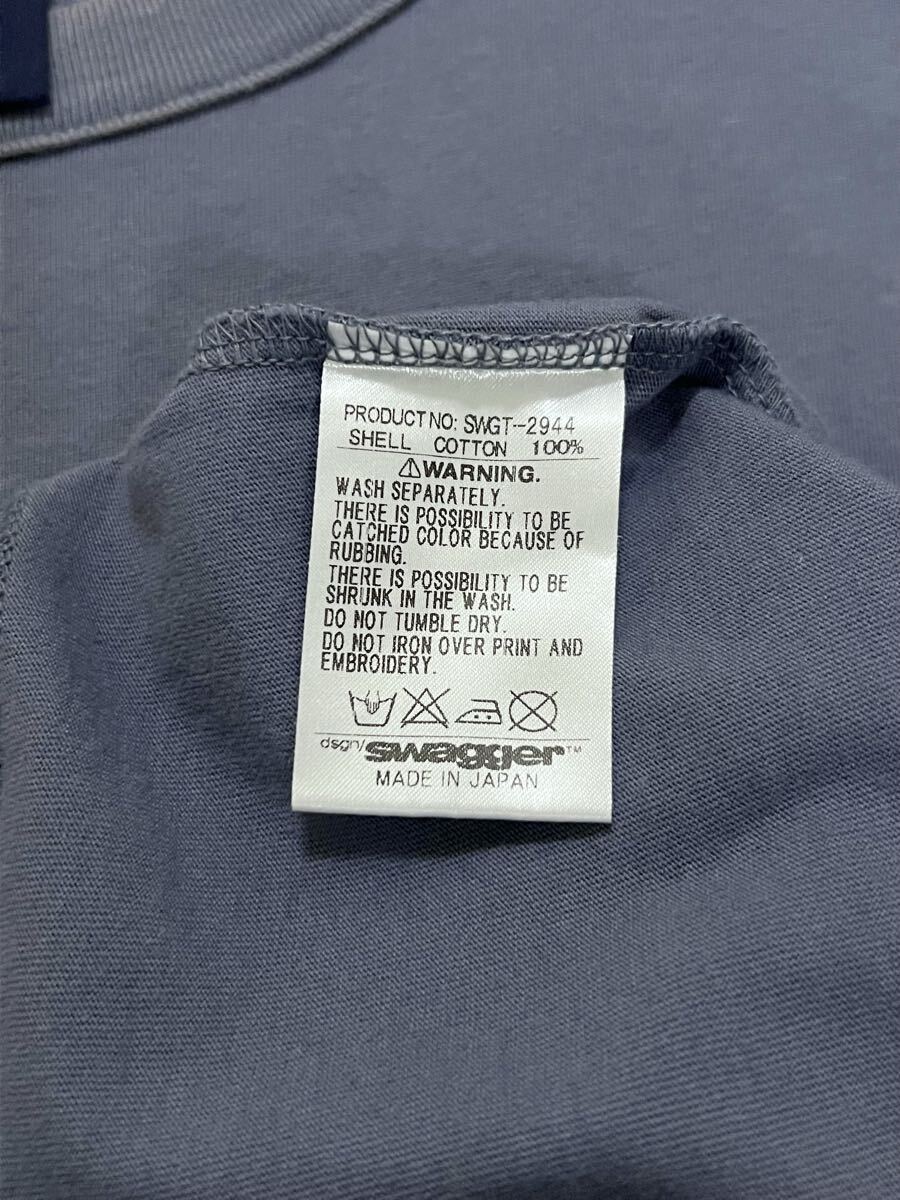 PRODUCT NO: SWGT-2944
SHELL COTTON 100%
⚠WARNING.
WASH SEPARATELY.
THERE IS POSSIBILITY TO BE
CATCHED COLOR BECAUSE OF
RUBBING.
THERE IS POSSIBILITY TO BE
SHRUNK IN THE WASH.
DO NOT TUMBLE DRY.
DO NOT IRON OVER PRINT AND
EMBROIDERY.
dsgn/swagger™
MADE IN JAPAN